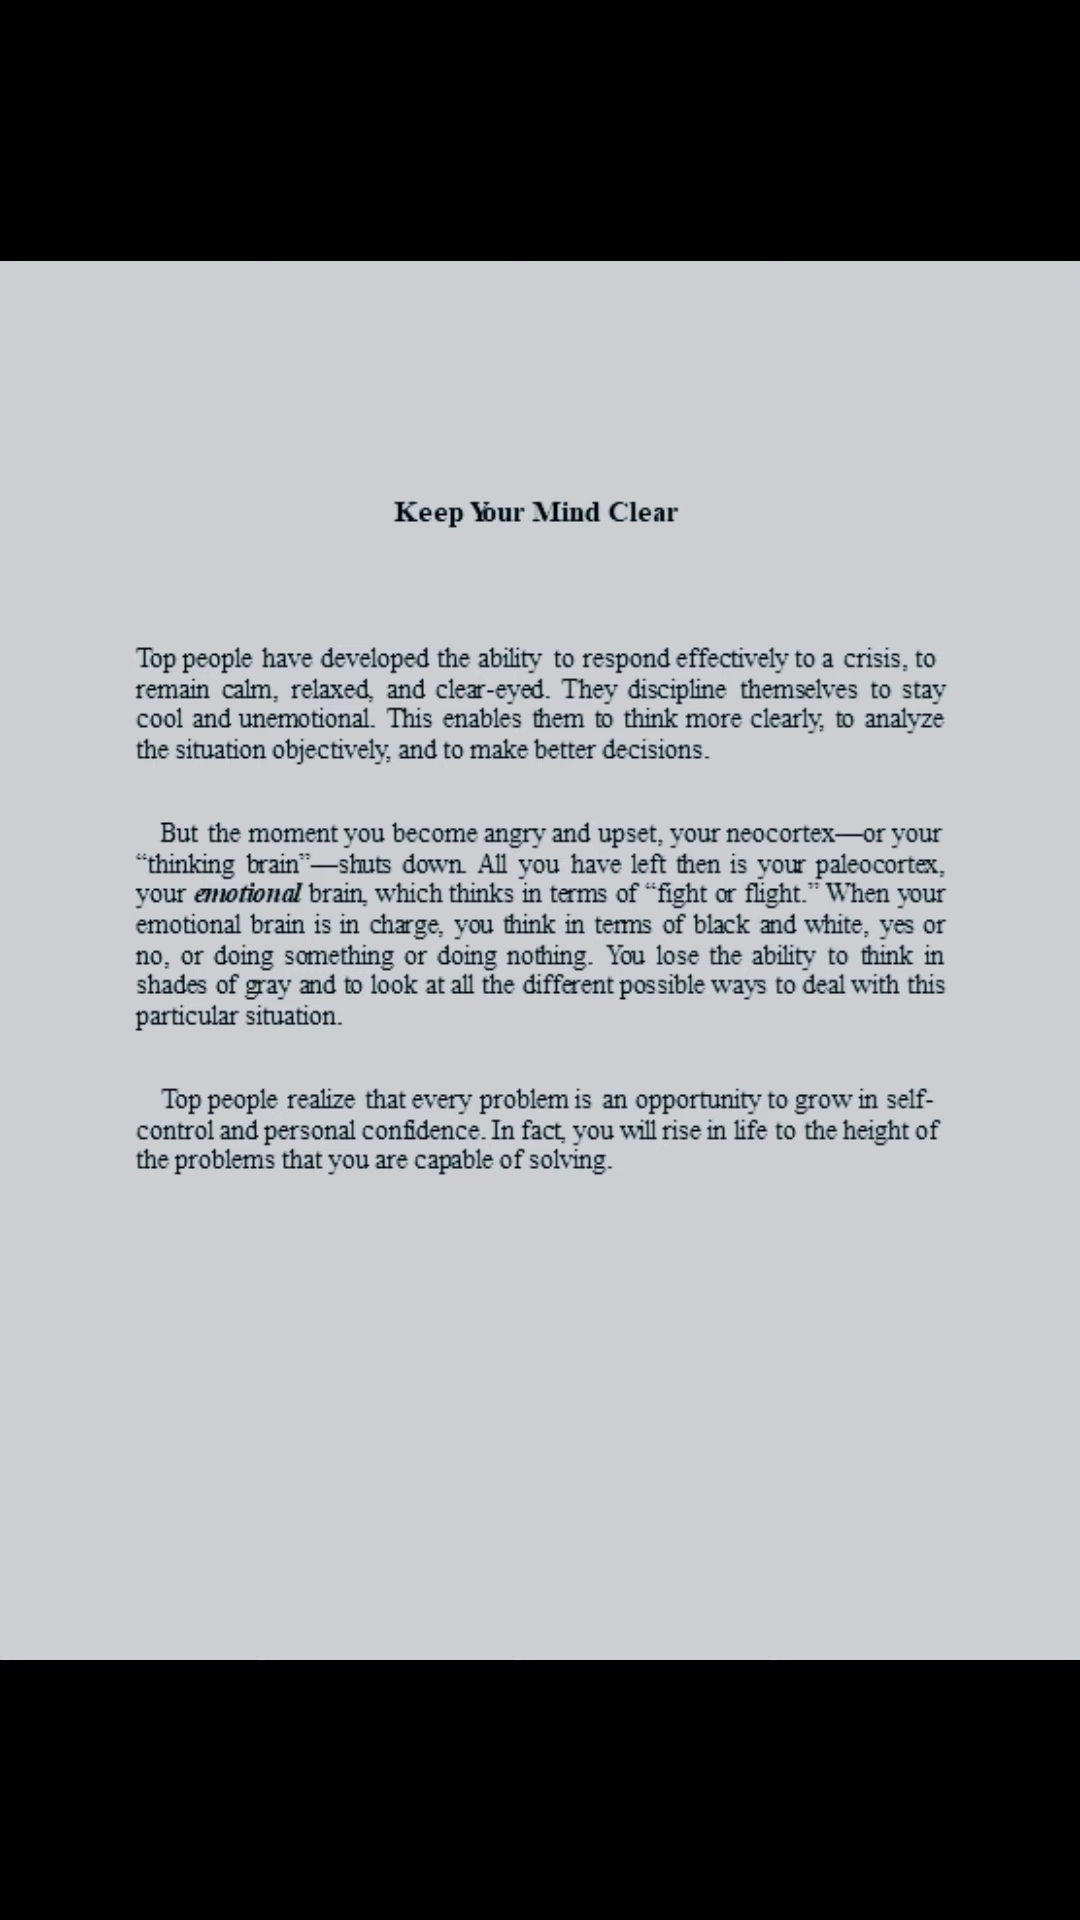 Keep Your Mind Clear
Top people have developed the ability to respond effectively to a crisis, to
remain calm, relaxed, and clear-eyed. They discipline themselves to stay
cool and unemotional. This enables them to think more clearly, to analyze
the situation objectively, and to make better decisions.
But the moment you become angry and upset, your neocortex—or your
“thinking brain”—shuts down. All you have left then is your paleocortex,
your emotional brain, which thinks in terms of “fight or flight.” When your
emotional brain is in charge, you think in terms of black and white, yes or
no, or doing something or doing nothing. You lose the ability to think in
shades of gray and to look at all the different possible ways to deal with this
particular situation.
Top people realize that every problem is an opportunity to grow in self-
control and personal confidence. In fact, you will rise in life to the height of
the problems that you are capable of solving.